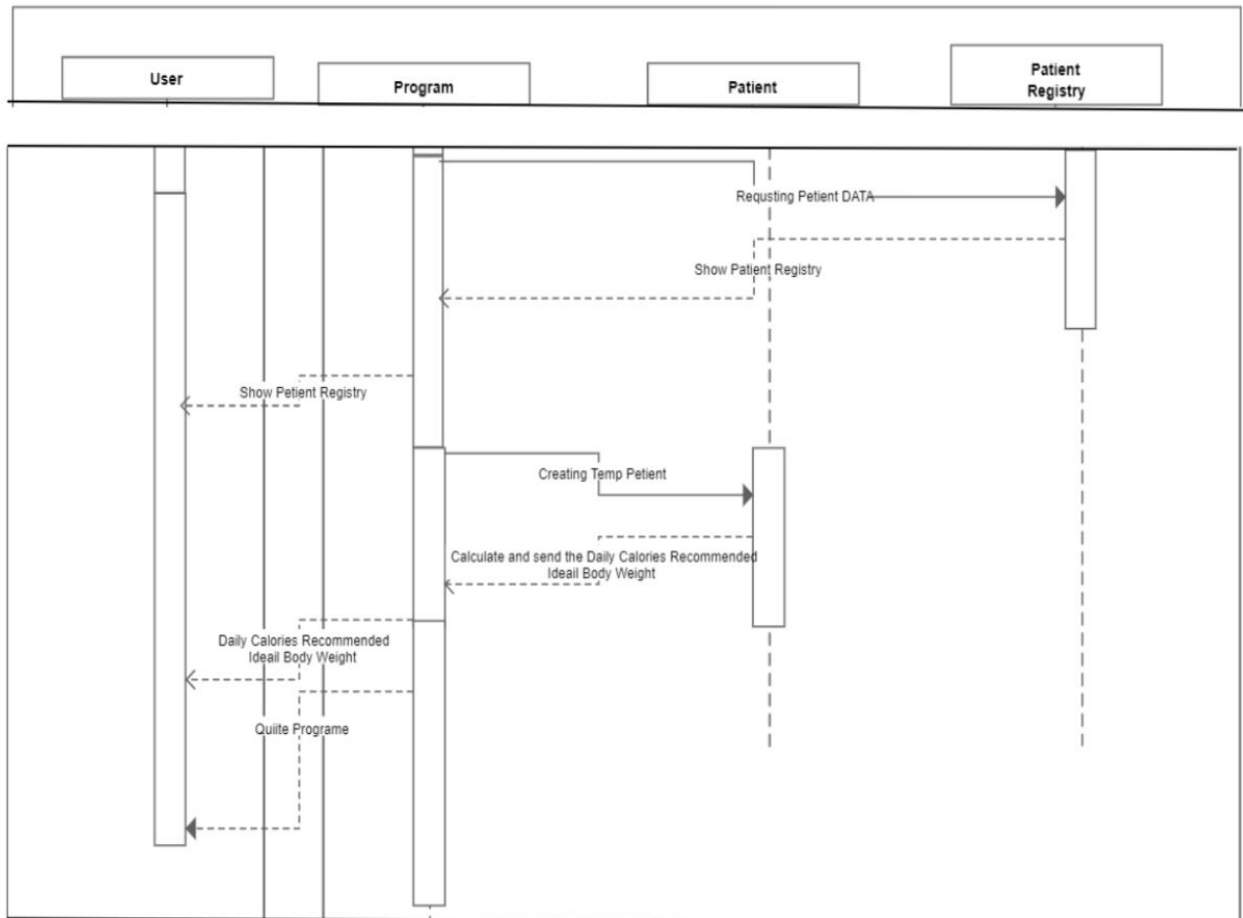 User
Program
Patient
Patient
Registry
Requsting Petient DATA
Show Patient Registry
Show Petient Registry
Creating Temp Petient
Calculate and send the Daily Calories Recommended
Ideail Body Weight
Daily Calories Recommended
Ideail Body Weight
Quiite Programe